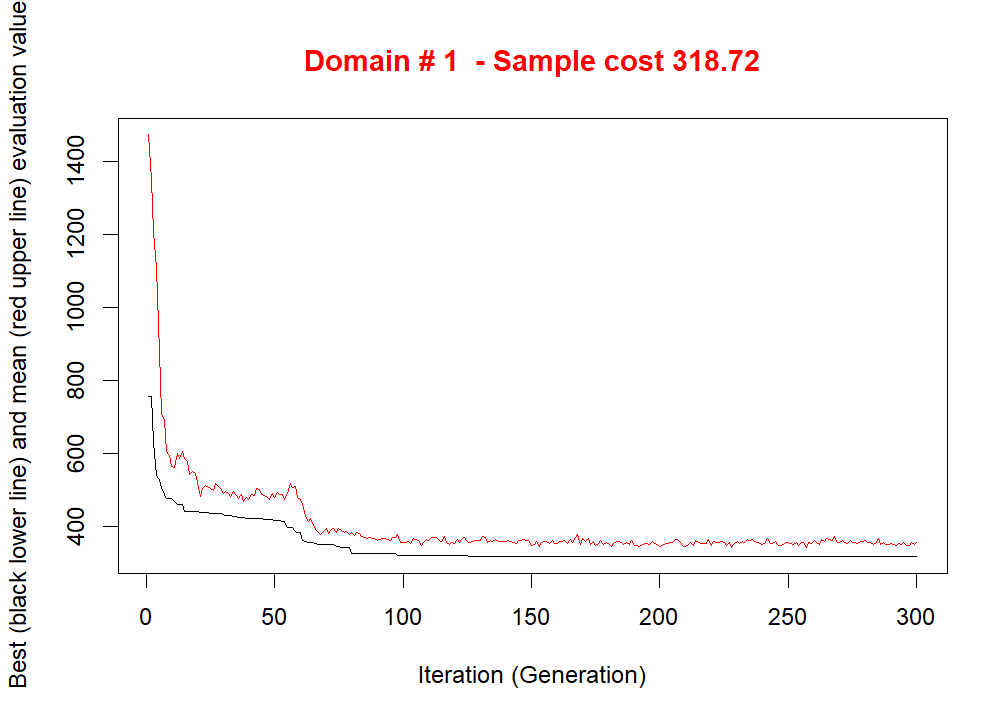 Domain # 1  - Sample cost 318.72
Best (black lower line) and mean (red upper line) evaluation value
1400
1200
1000
800
600
400
0 50 100 150 200 250 300
Iteration (Generation)